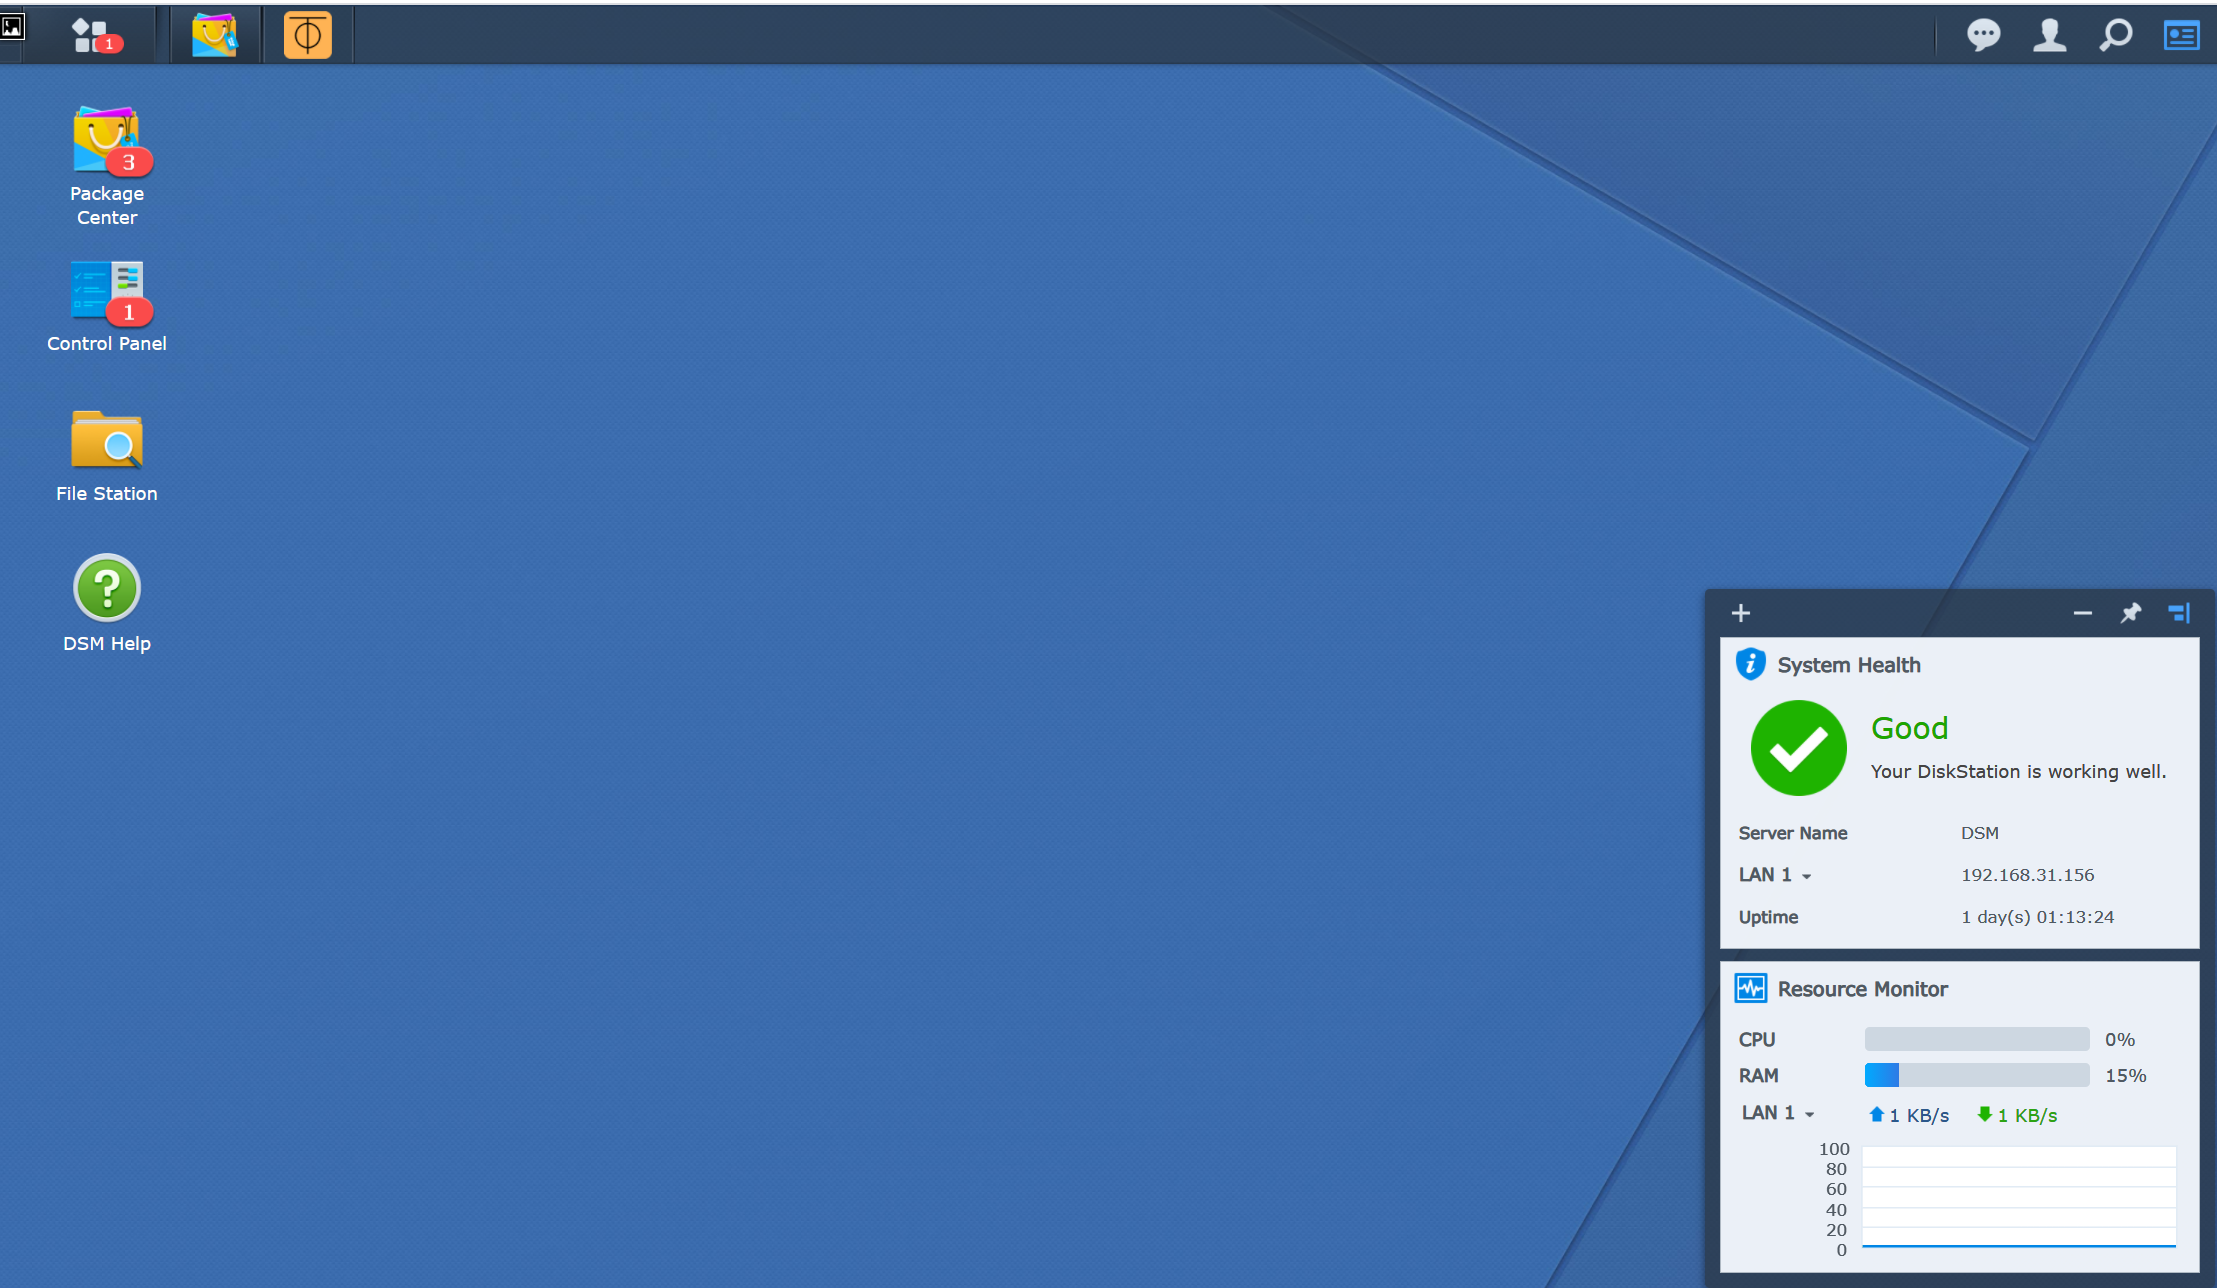 1
3
Package
Center
1
Control Panel
File Station
DSM Help
System Health
Good
Your DiskStation is working well.
Server Name DSM
LAN 1 192.168.31.156
Uptime 1 day(s) 01:13:24
Resource Monitor
CPU 0%
RAM 15%
LAN 1 1 KB/s 1 KB/s
100
80
60
40
20
0